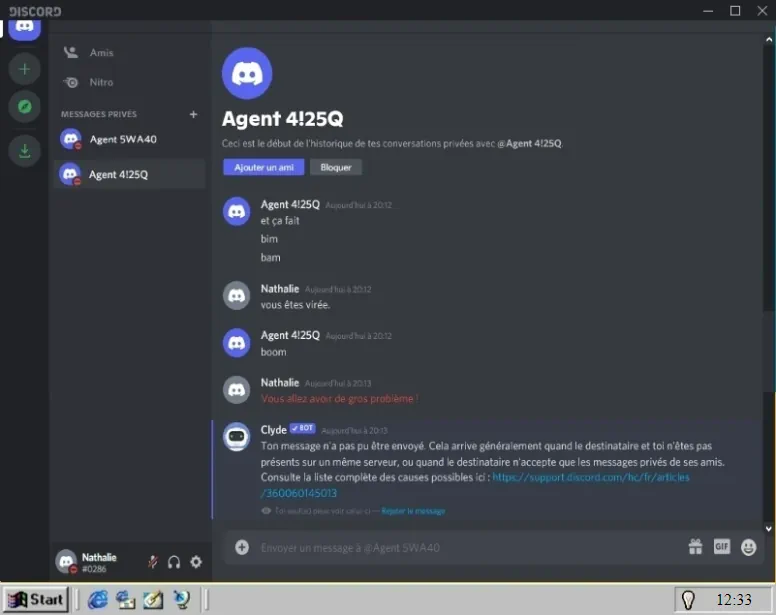 DISCORD
Amis
Nitro
MESSAGES PRIVÉS
Agent 5WA40
Agent 4!25Q
Agent 4!25Q
Ceci est le début de l'historique de tes conversations privées avec @Agent 4!25Q.
Ajouter un ami Bloquer
Agent 4!25Q Aujourd'hui à 20:12
et ça fait
bim
bam
Nathalie Aujourd'hui à 20:12
vous êtes virée.
Agent 4!25Q Aujourd'hui à 20:12
boom
Nathalie Aujourd'hui à 20:13
Vous allez avoir de gros problème !
Clyde BOT Aujourd'hui à 20:13
Ton message n'a pas pu être envoyé. Cela arrive généralement quand le destinataire et toi n'êtes pas
présents sur un même serveur, ou quand le destinataire n'accepte que les messages privés de ses amis.
Consulte la liste complète des causes possibles ici : https://support.discord.com/hc/fr/articles
/360060145013
Toi seul(e) peux voir celui-ci — Rejeter le message
Envoyer un message à @Agent 5WA40
GIF
Nathalie
#0286
Start
12:33